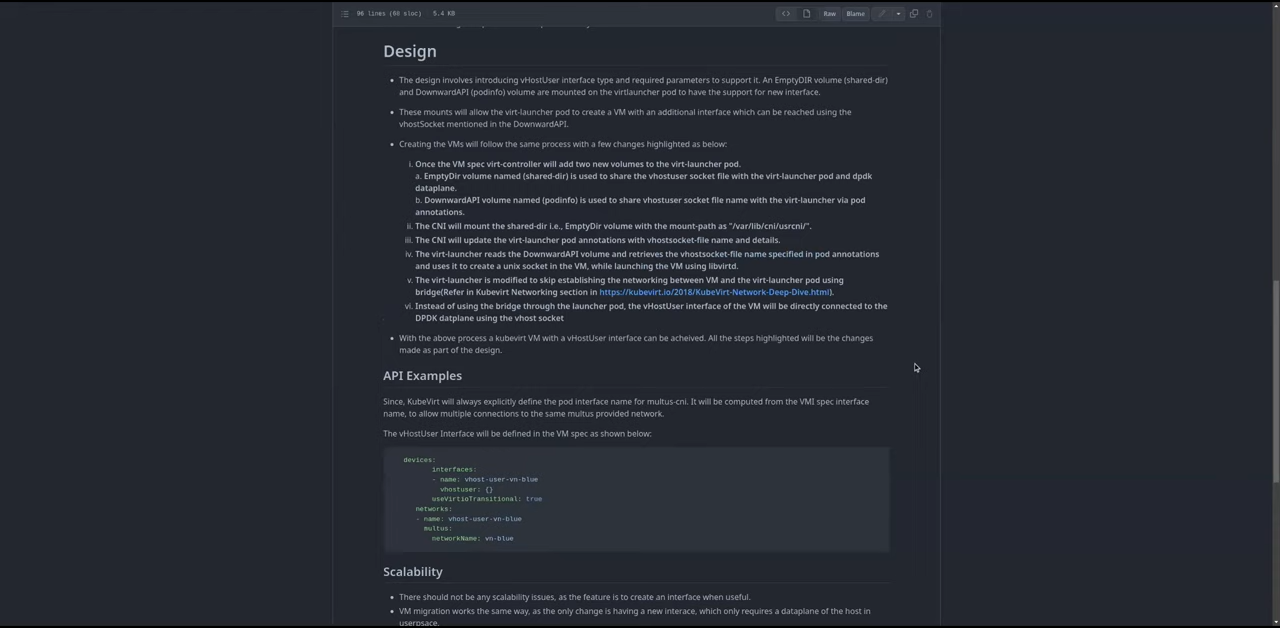 96 lines (60 sloc) 5.4 KB
Raw
Blame
Design
The design involves introducing vHostUser interface type and required parameters to support it. An EmptyDIR volume (shared-dir)
and DownwardAPI (podinfo) volume are mounted on the virtlauncher pod to have the support for new interface.
These mounts will allow the virt-launcher pod to create a VM with an additional interface which can be reached using the
vhostSocket mentioned in the DownwardAPI.
Creating the VMs will follow the same process with a few changes highlighted as below:
i. Once the VM spec virt-controller will add two new volumes to the virt-launcher pod.
a. EmptyDir volume named (shared-dir) is used to share the vhostuser socket file with the virt-launcher pod and dpdk
dataplane.
b. DownwardAPI volume named (podinfo) is used to share vhostuser socket file name with the virt-launcher via pod
annotations.
ii. The CNI will mount the shared-dir i.e., EmptyDir volume with the mount-path as "/var/lib/cni/usrcni/".
iii. The CNI will update the virt-launcher pod annotations with vhostsocket-file name and details.
iv. The virt-launcher reads the DownwardAPI volume and retrieves the vhostsocket-file name specified in pod annotations
and uses it to create a unix socket in the VM, while launching the VM using libvirtd.
v. The virt-launcher is modified to skip establishing the networking between VM and the virt-launcher pod using
bridge(Refer in Kubevirt Networking section in https://kubevirt.io/2018/KubeVirt-Network-Deep-Dive.html).
vi. Instead of using the bridge through the launcher pod, the vHostUser interface of the VM will be directly connected to the
DPDK datplane using the vhost socket
With the above process a kubevirt VM with a vHostUser interface can be acheived. All the steps highlighted will be the changes
made as part of the design.
API Examples
Since, KubeVirt will always explicitly define the pod interface name for multus-cni. It will be computed from the VMI spec interface
name, to allow multiple connections to the same multus provided network.
The vHostUser Interface will be defined in the VM spec as shown below:
devices:
interfaces:
- name: vhost-user-vn-blue
vhostuser: {}
useVirtioTransitional: true
networks:
- name: vhost-user-vn-blue
multus:
networkName: vn-blue
Scalability
There should not be any scalability issues, as the feature is to create an interface when useful.
VM migration works the same way, as the only change is having a new interace, which only requires a dataplane of the host in
userpsace.